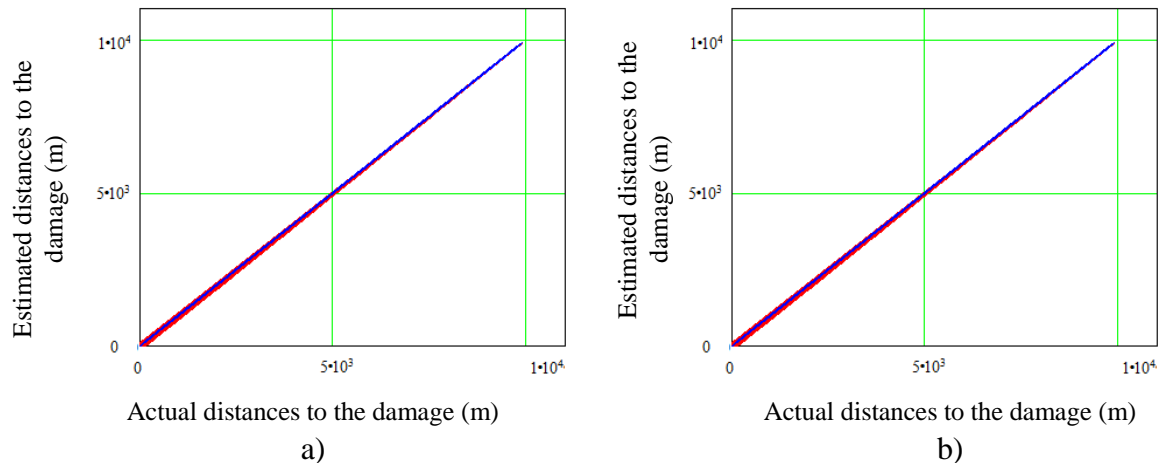 Estimated distances to the
damage (m)
1•10⁴
5•10³
0
0
5•10³
1•10⁴.
Actual distances to the damage (m)
a)
Estimated distances to the
damage (m)
1•10⁴
5•10³
0
0
5•10³
1•10⁴.
Actual distances to the damage (m)
b)